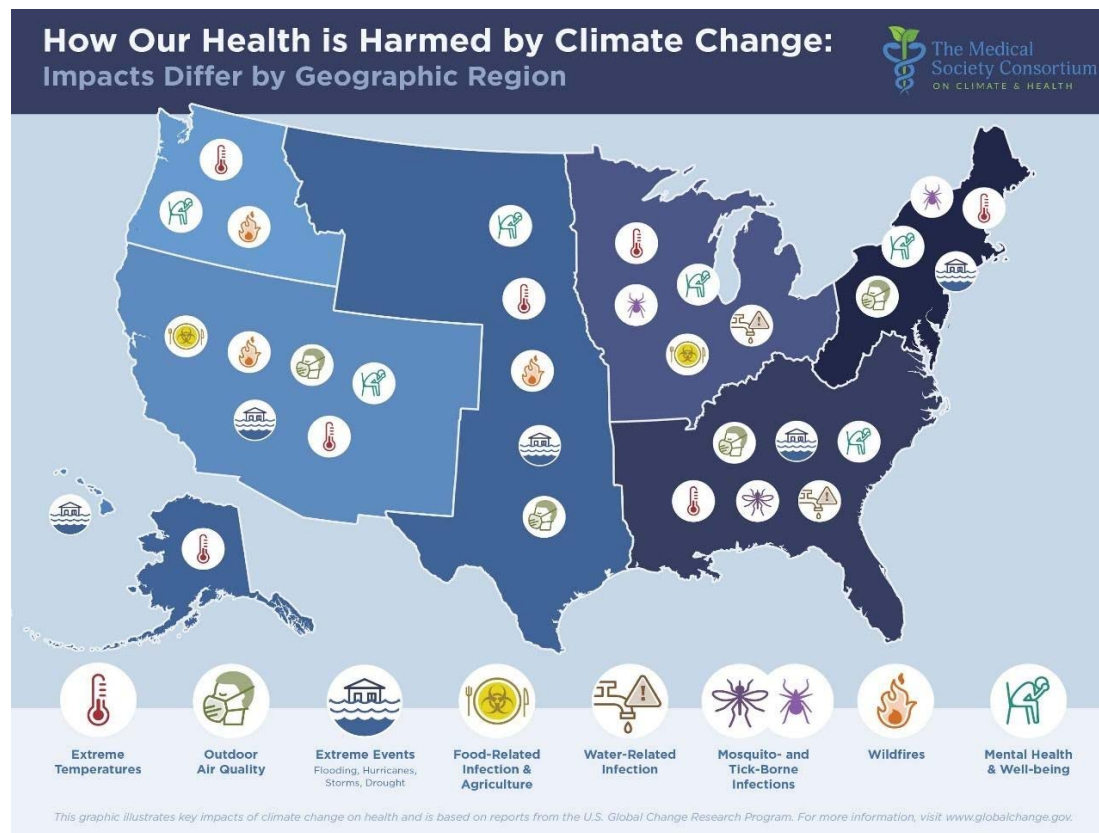 How Our Health is Harmed by Climate Change:
Impacts Differ by Geographic Region
The Medical
Society Consortium
ON CLIMATE & HEALTH
Extreme
Temperatures
Outdoor
Air Quality
Extreme Events
Flooding, Hurricanes,
Storms, Drought
Food-Related
Infection &
Agriculture
Water-Related
Infection
Mosquito- and
Tick-Borne
Infections
Wildfires
Mental Health
& Well-being
This graphic illustrates key impacts of climate change on health and is based on reports from the U.S. Global Change Research Program. For more information, visit www.globalchange.gov.